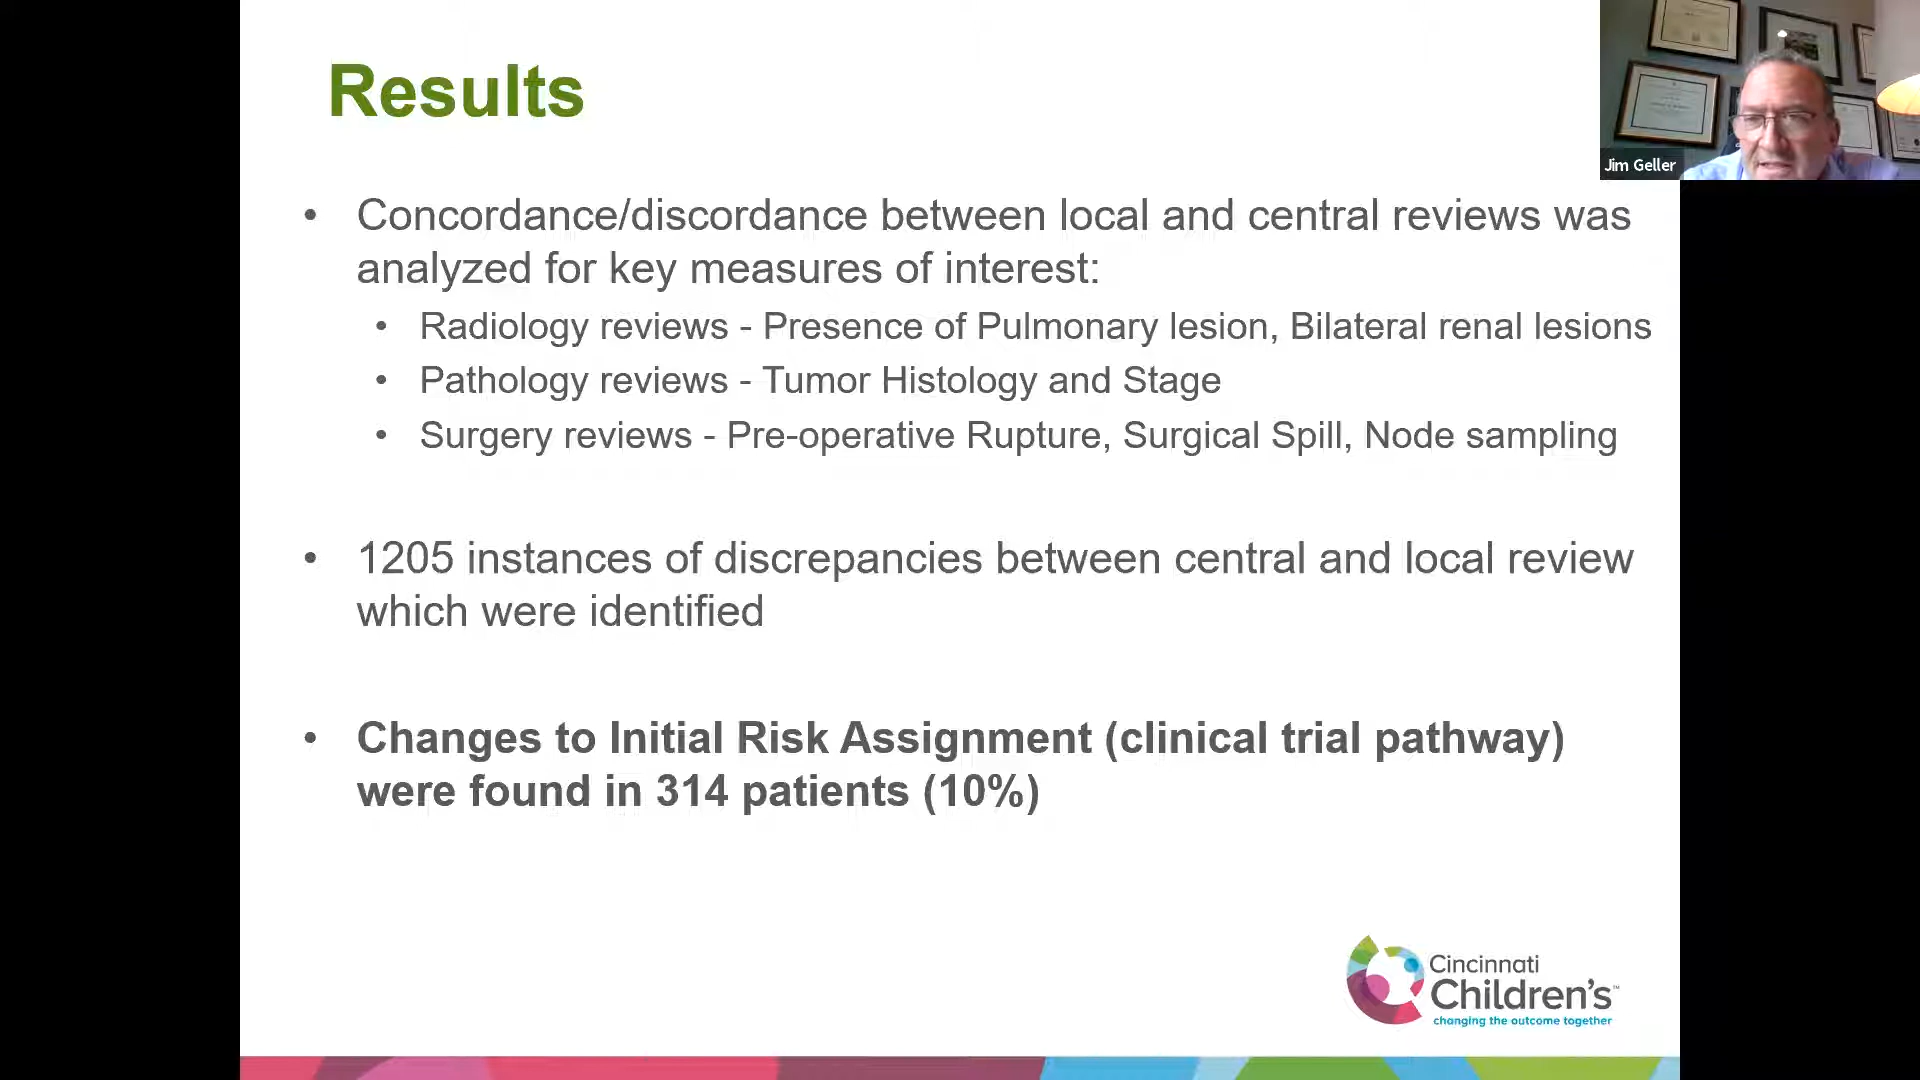 Results
Jim Geller
• Concordance/discordance between local and central reviews was
analyzed for key measures of interest:
• Radiology reviews - Presence of Pulmonary lesion, Bilateral renal lesions
• Pathology reviews - Tumor Histology and Stage
• Surgery reviews - Pre-operative Rupture, Surgical Spill, Node sampling
• 1205 instances of discrepancies between central and local review
which were identified
• Changes to Initial Risk Assignment (clinical trial pathway)
were found in 314 patients (10%)
Cincinnati
Children's™
changing the outcome together